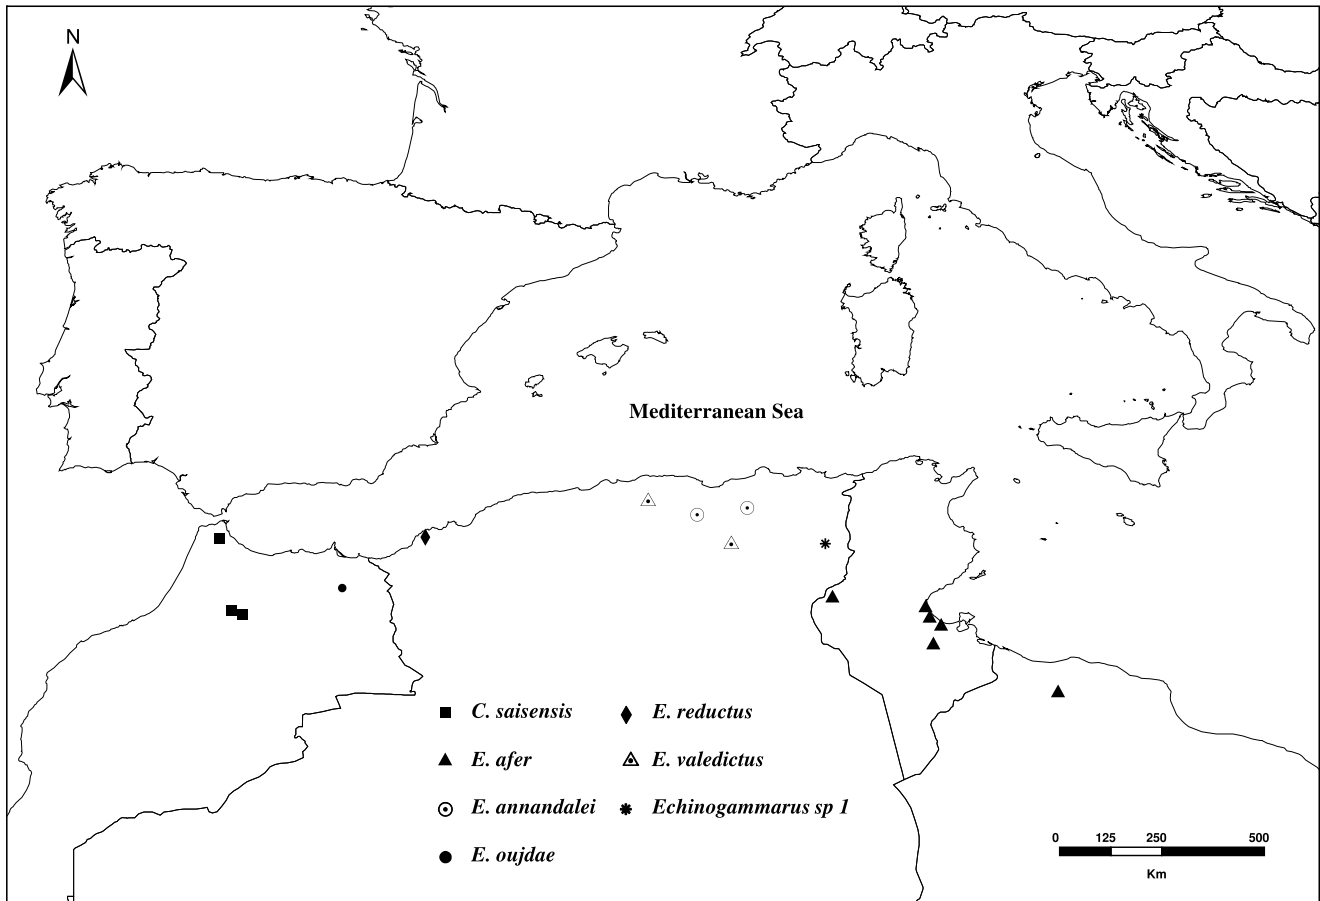 N
Mediterranean Sea
C. saisensis
E. reductus
E. afer
E. valedictus
E. annandalei
Echinogammarus sp 1
E. oujdae
0 125 250 500
Km